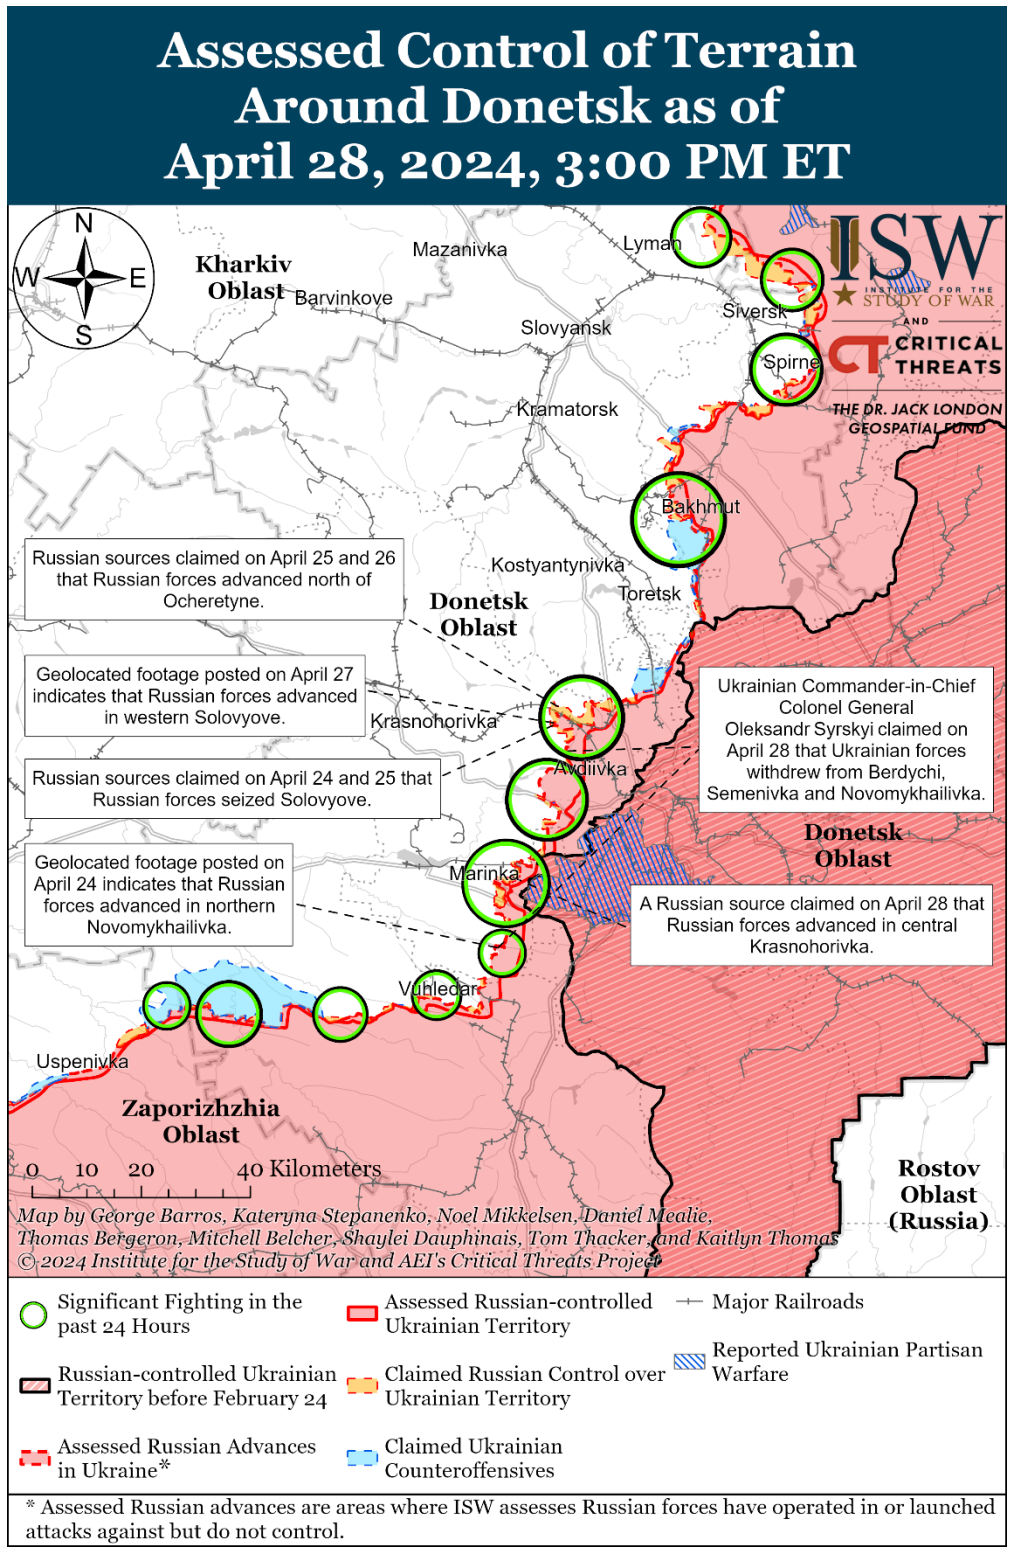 Assessed Control of Terrain
Around Donetsk as of
April 28, 2024, 3:00 PM ET
N
W
E
S
Kharkiv
Oblast
Mazanivka
Barvinkove
Lyman
Slovyansk
Siversk
Spirne
Kramatorsk
ISW
INSTITUTE FOR THE
STUDY OF WAR
AND
CT CRITICAL
THREATS
THE DR. JACK LONDON
GEOSPATIAL FUND
Bakhmut
Russian sources claimed on April 25 and 26
that Russian forces advanced north of
Ocheretyne.
Kostyantynivka
Toretsk
Donetsk
Oblast
Geolocated footage posted on April 27
indicates that Russian forces advanced
in western Solovyove.
Krasnohorivka
Ukrainian Commander-in-Chief
Colonel General
Oleksandr Syrskyi claimed on
April 28 that Ukrainian forces
withdrew from Berdychi,
Semenivka and Novomykhailivka.
Russian sources claimed on April 24 and 25 that
Russian forces seized Solovyove.
Avdiivka
Donetsk
Oblast
Geolocated footage posted on
April 24 indicates that Russian
forces advanced in northern
Novomykhailivka.
Marinka
A Russian source claimed on April 28 that
Russian forces advanced in central
Krasnohorivka.
Vuhledar
Uspenivka
Zaporizhzhia
Oblast
Rostov
Oblast
(Russia)
0 10 20 40 Kilometers
Map by George Barros, Kateryna Stepanenko, Noel Mikkelsen, Daniel Mealie,
Thomas Bergeron, Mitchell Belcher, Shaylei Dauphinais, Tom Thacker, and Kaitlyn Thomas
© 2024 Institute for the Study of War and AEI's Critical Threats Project
Significant Fighting in the
past 24 Hours
Russian-controlled Ukrainian
Territory before February 24
Assessed Russian Advances
in Ukraine*
Assessed Russian-controlled
Ukrainian Territory
Claimed Russian Control over
Ukrainian Territory
Claimed Ukrainian
Counteroffensives
Major Railroads
Reported Ukrainian Partisan
Warfare
* Assessed Russian advances are areas where ISW assesses Russian forces have operated in or launched
attacks against but do not control.